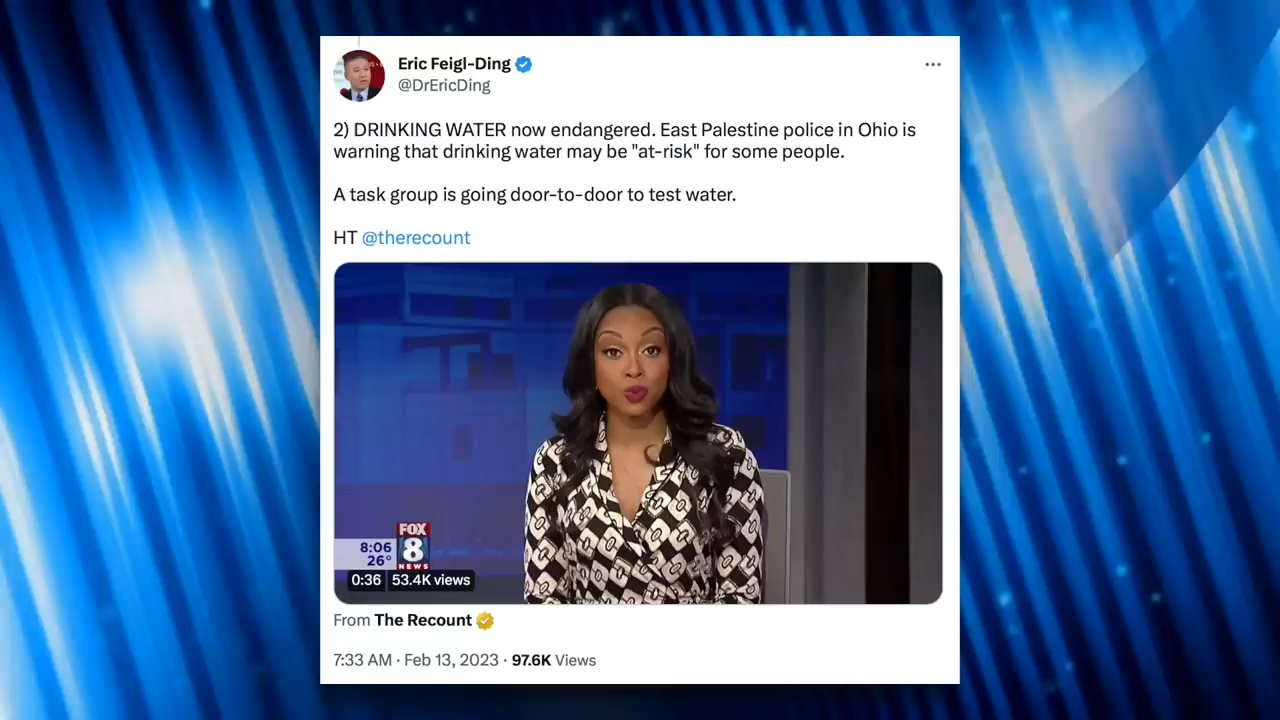 Eric Feigl-Ding
@DrEricDing
2) DRINKING WATER now endangered. East Palestine police in Ohio is
warning that drinking water may be "at-risk" for some people.
A task group is going door-to-door to test water.
HT @therecount
FOX
8:06
8
26°
NEWS
0:36 53.4K views
From The Recount
7:33 AM · Feb 13, 2023 · 97.6K Views